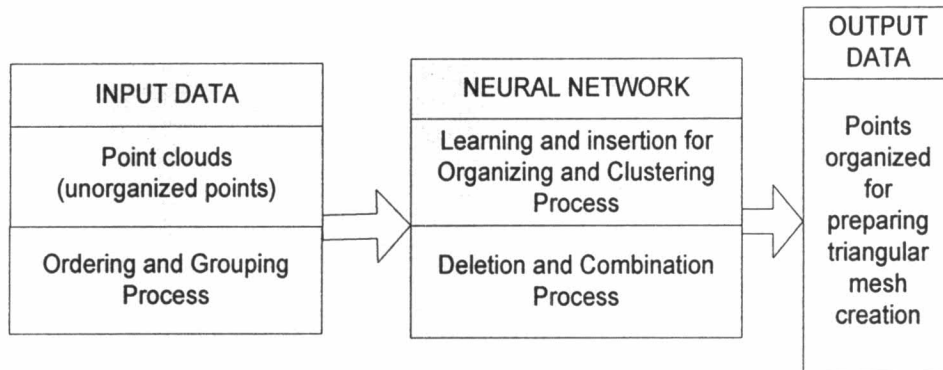 INPUT DATA
Point clouds
(unorganized points)
Ordering and Grouping
Process
NEURAL NETWORK
Learning and insertion for
Organizing and Clustering
Process
Deletion and Combination
Process
OUTPUT
DATA
Points
organized
for
preparing
triangular
mesh
creation